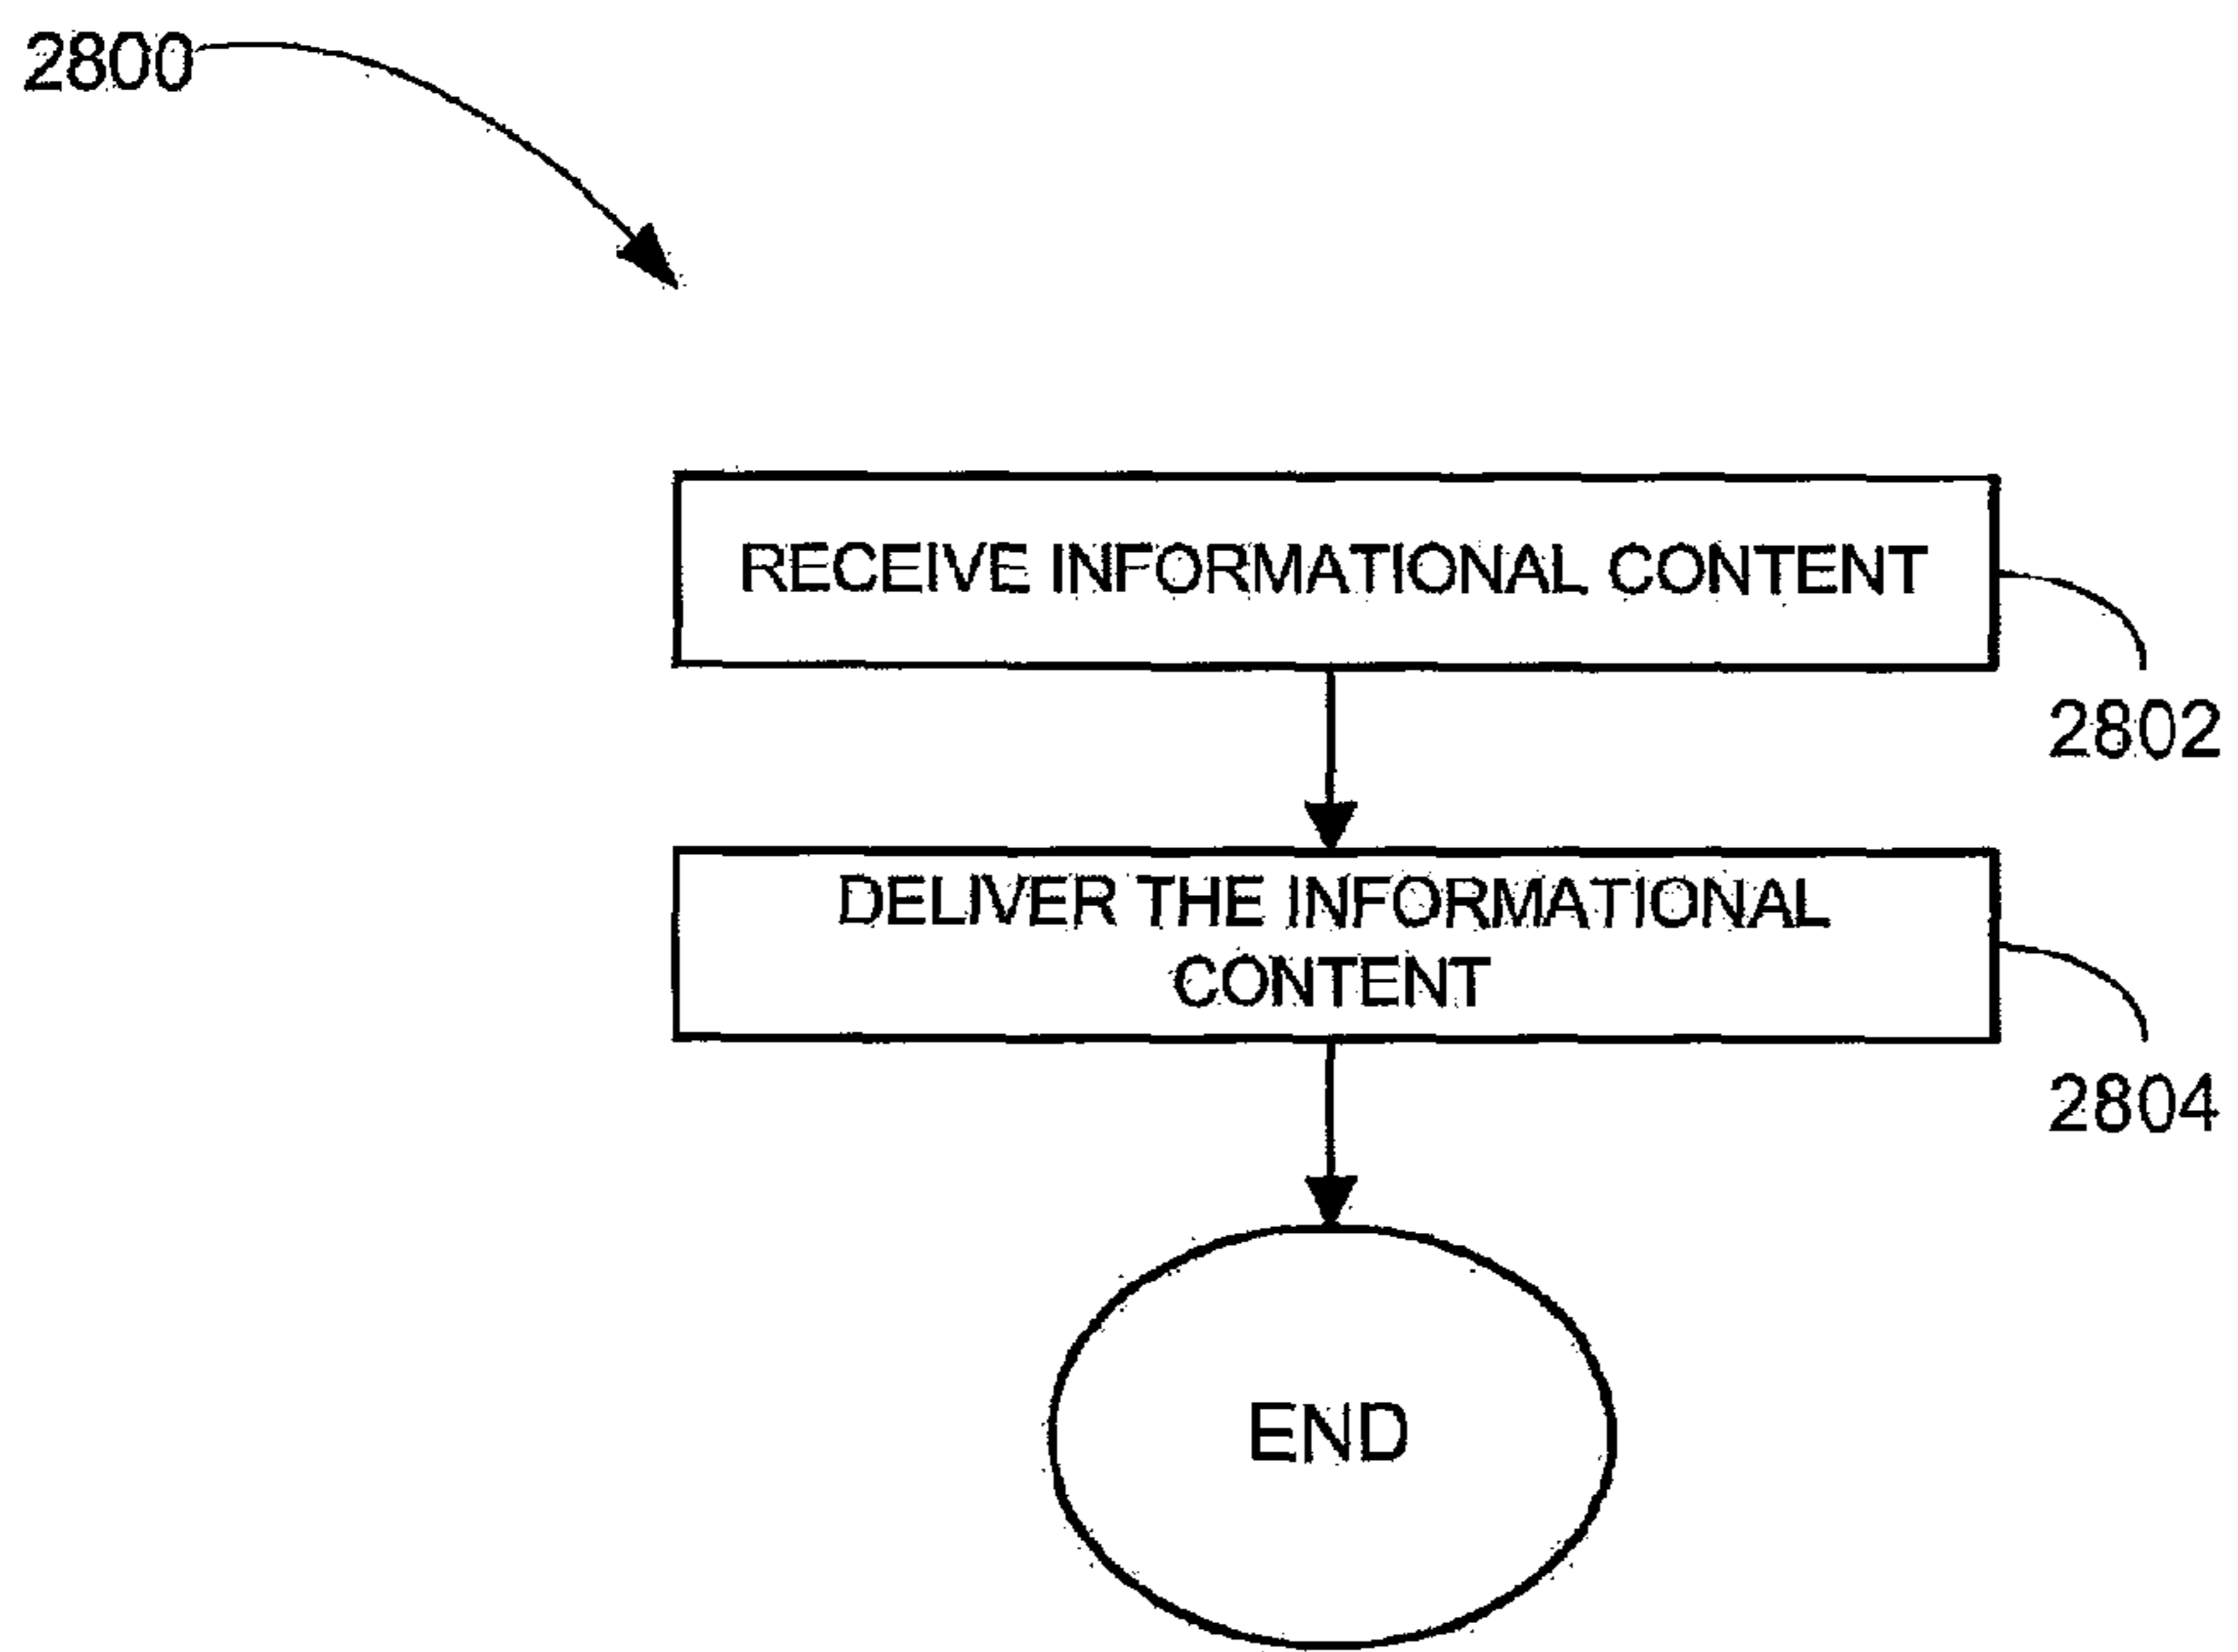 2800
RECEIVE INFORMATIONAL CONTENT
2802
DELIVER THE INFORMATIONAL
CONTENT
2804
END